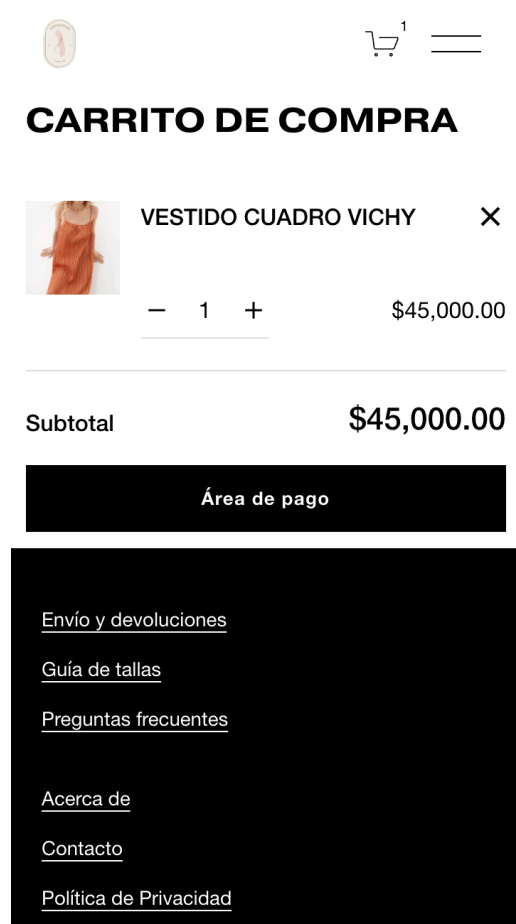 1
CARRITO DE COMPRA
VESTIDO CUADRO VICHY
1
$45,000.00
Subtotal
$45,000.00
Área de pago
Envío y devoluciones
Guía de tallas
Preguntas frecuentes
Acerca de
Contacto
Política de Privacidad